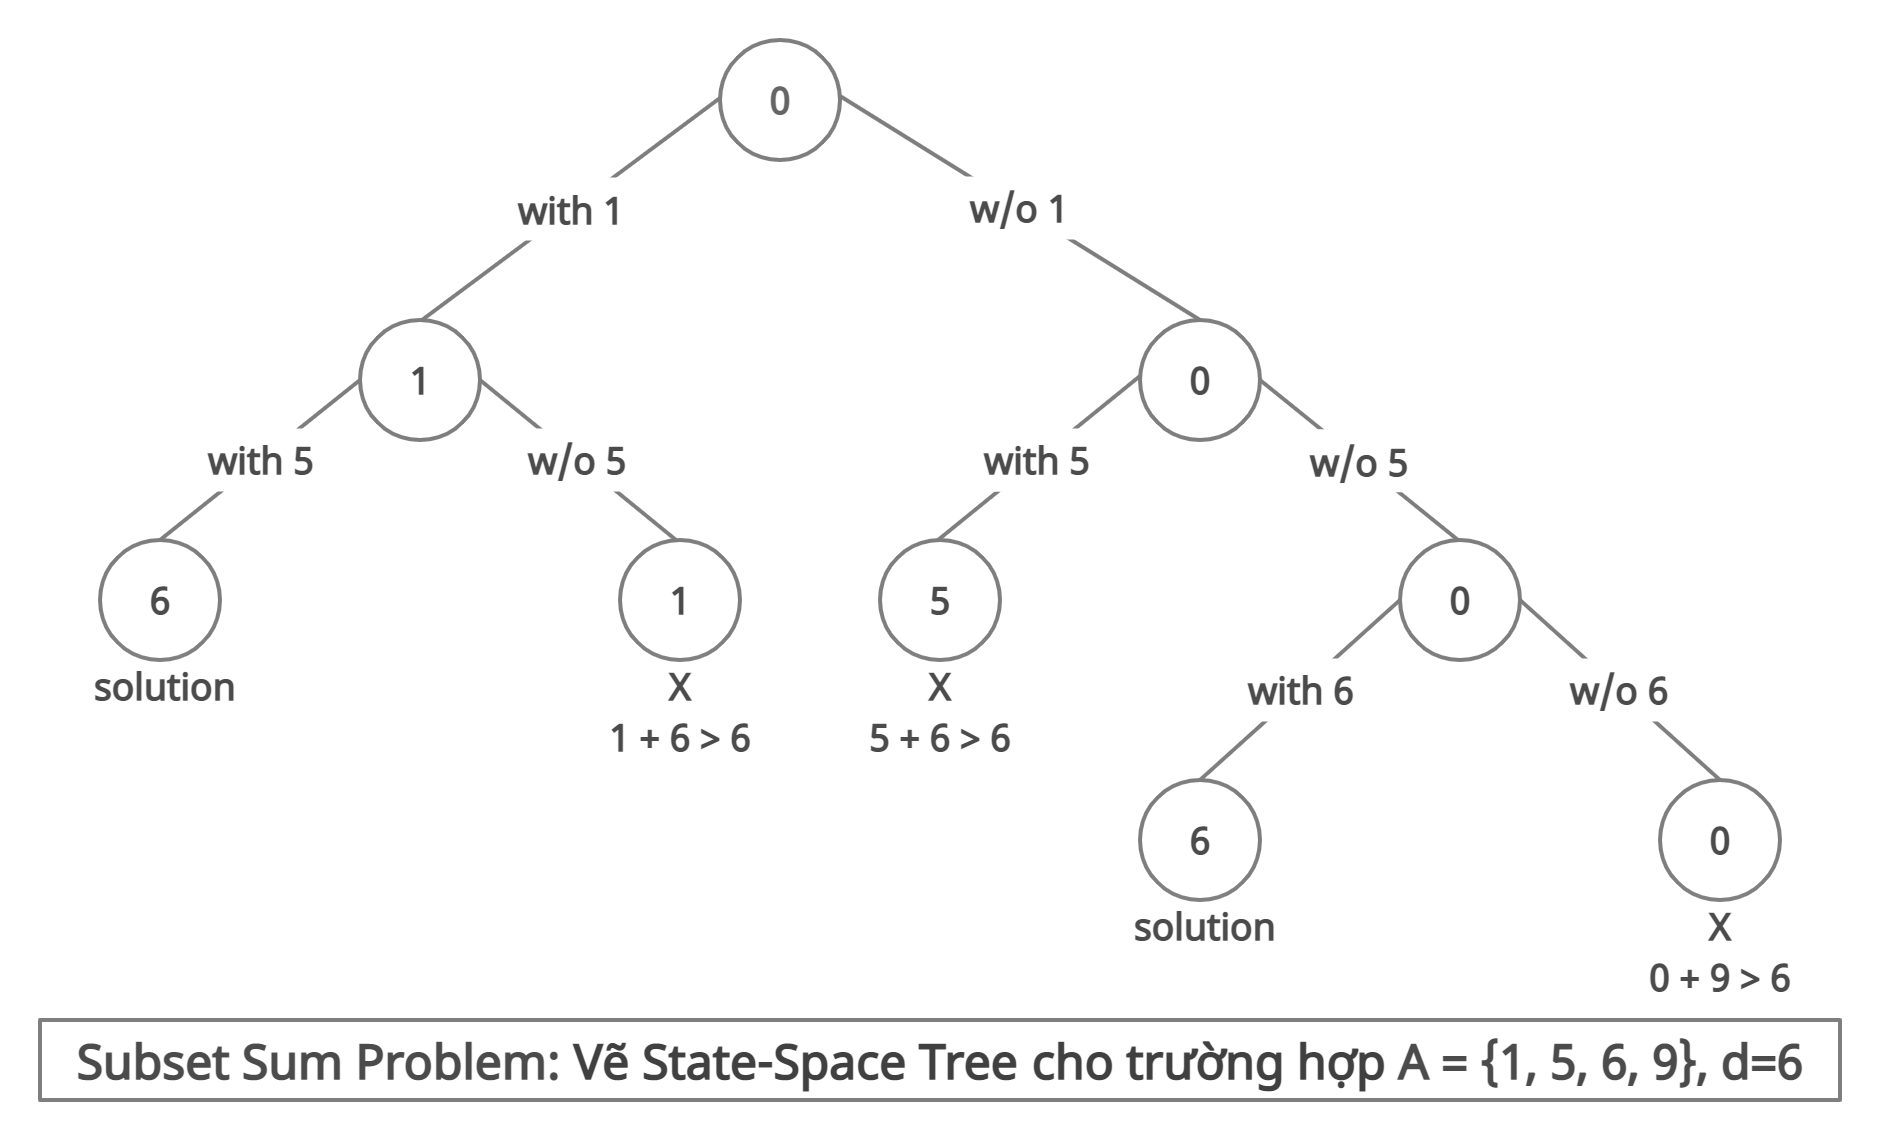 0
with 1
w/o 1
1
0
with 5
w/o 5
with 5
w/o 5
6
1
5
0
solution
X
1 + 6 > 6
X
5 + 6 > 6
with 6
w/o 6
6
0
solution
X
0 + 9 > 6
Subset Sum Problem: Vẽ State-Space Tree cho trường hợp A = {1, 5, 6, 9}, d=6